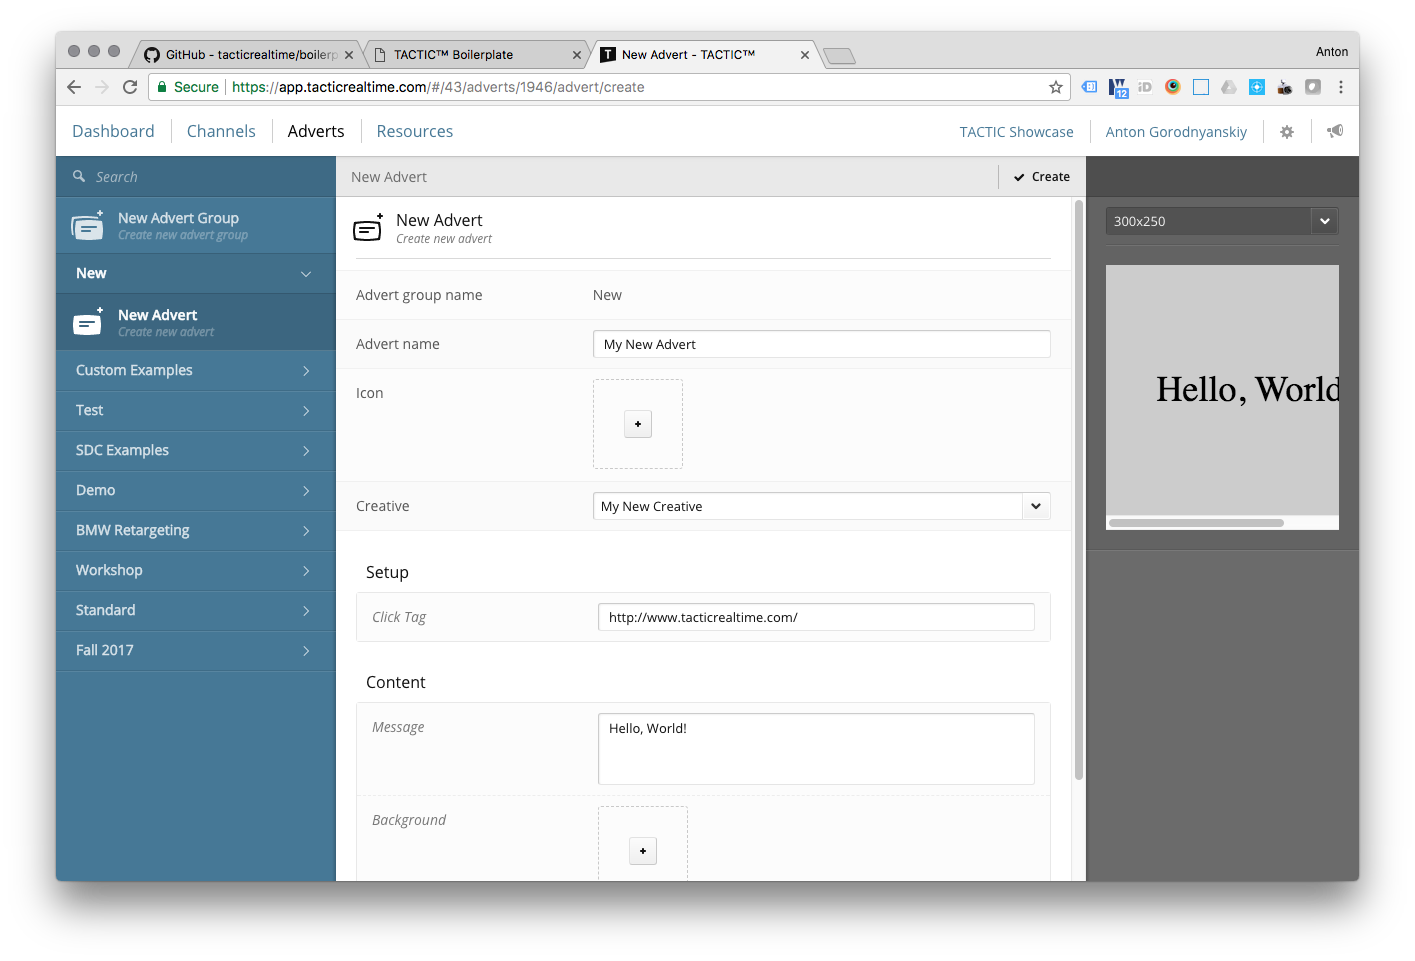 GitHub - tacticrealtime/boilerp
TACTIC™ Boilerplate
New Advert - TACTIC™
Anton
Secure
https://app.tacticrealtime.com/#/43/adverts/1946/advert/create
12
iD
Dashboard
Channels
Adverts
Resources
TACTIC Showcase
Anton Gorodnyanskiy
Search
New Advert Group
Create new advert group
New
New Advert
Create new advert
Custom Examples
Test
SDC Examples
Demo
BMW Retargeting
Workshop
Standard
Fall 2017
New Advert
Create
New Advert
Create new advert
Advert group name
New
Advert name
My New Advert
Icon
Creative
My New Creative
Setup
Click Tag
http://www.tacticrealtime.com/
Content
Message
Hello, World!
Background
300x250
Hello, World